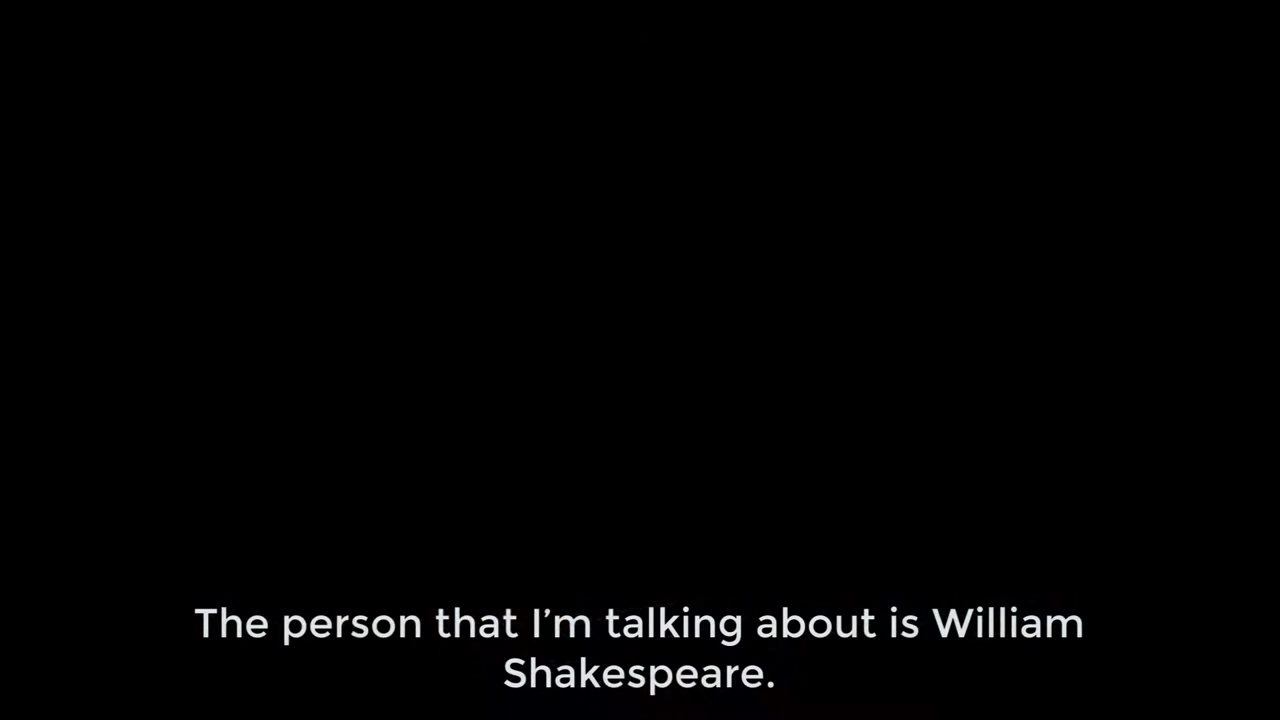 The person that I’m talking about is William
Shakespeare.